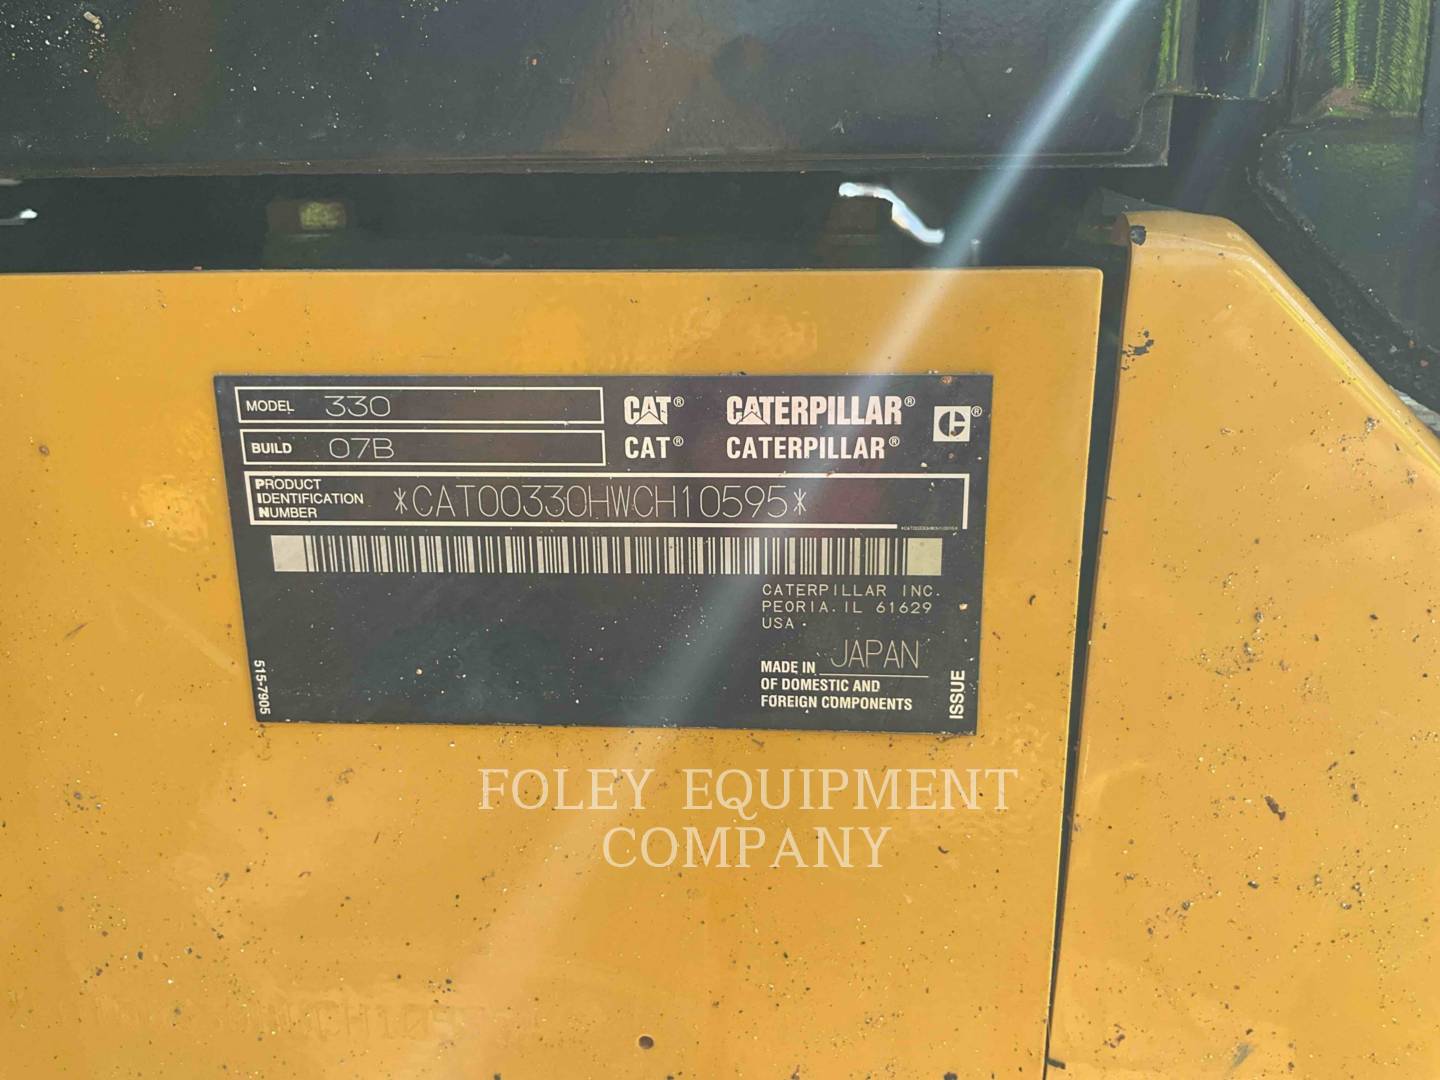 MODEL 330
BUILD 07B
CAT® CATERPILLAR®
CAT® CATERPILLAR®
PRODUCT IDENTIFICATION NUMBER *CAT00330HWCH10595*
CATERPILLAR INC.
PEORIA, IL 61629
USA
MADE IN JAPAN
OF DOMESTIC AND
FOREIGN COMPONENTS
515-7905
ISSUE
FOLEY EQUIPMENT
COMPANY